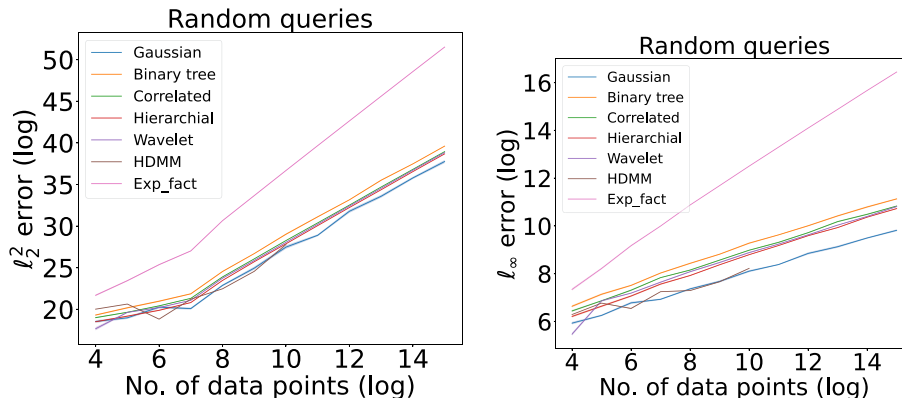 Random queries
ℓ₂² error (log)
50
45
40
35
30
25
20
Gaussian
Binary tree
Correlated
Hierarchial
Wavelet
HDMM
Exp_fact
4 6 8 10 12 14
No. of data points (log)
Random queries
ℓ∞ error (log)
16
14
12
10
8
6
Gaussian
Binary tree
Correlated
Hierarchial
Wavelet
HDMM
Exp_fact
4 6 8 10 12 14
No. of data points (log)